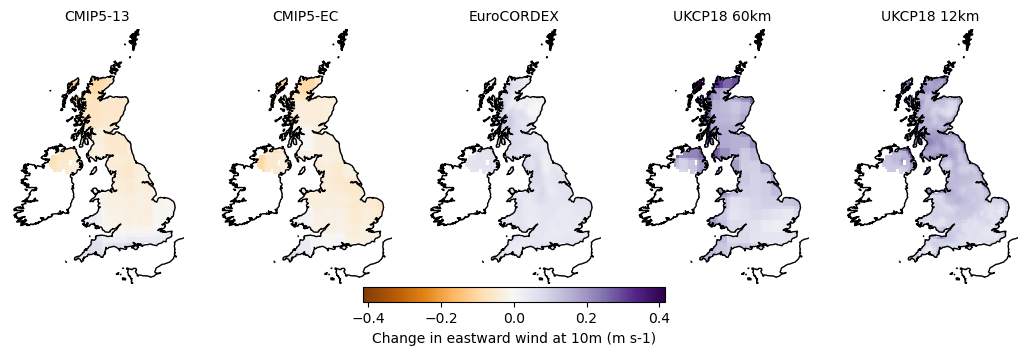 CMIP5-13 CMIP5-EC EuroCORDEX UKCP18 60km UKCP18 12km
−0.4 −0.2 0.0 0.2 0.4
Change in eastward wind at 10m (m s-1)